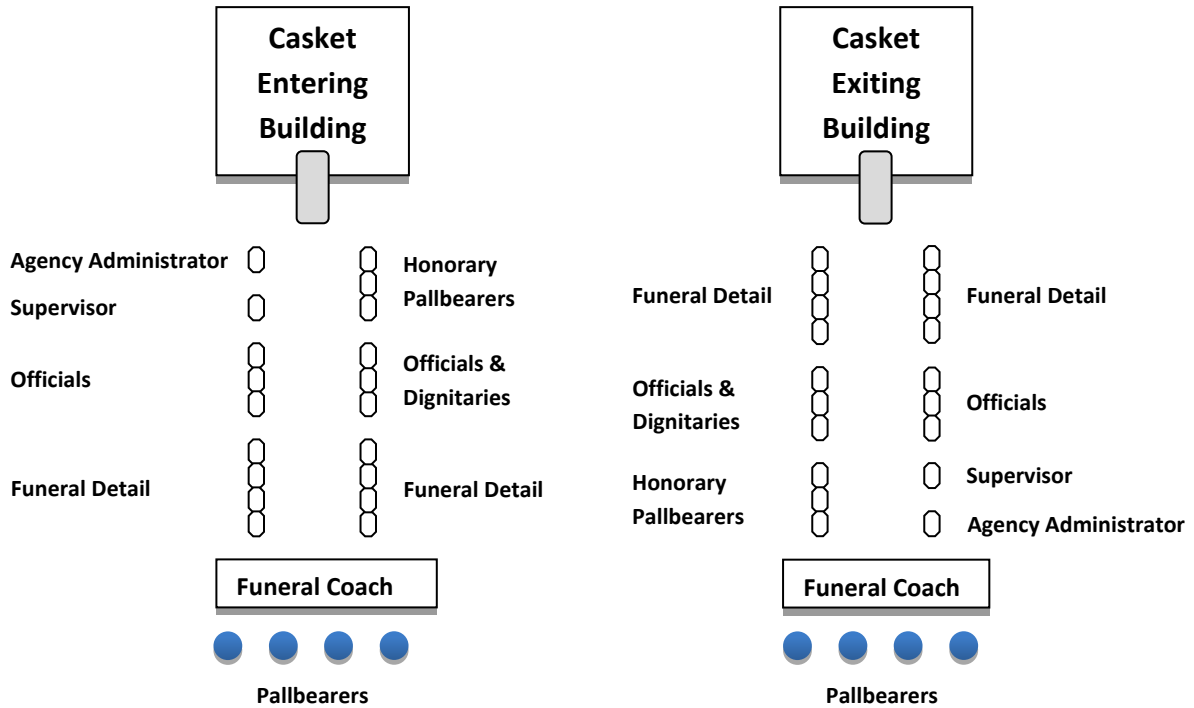 Casket
Entering
Building
Agency Administrator
Honorary
Pallbearers
Supervisor
Officials
Officials &
Dignitaries
Funeral Detail
Funeral Detail
Funeral Coach
Pallbearers
Casket
Exiting
Building
Funeral Detail
Funeral Detail
Officials &
Dignitaries
Officials
Honorary
Pallbearers
Supervisor
Agency Administrator
Funeral Coach
Pallbearers